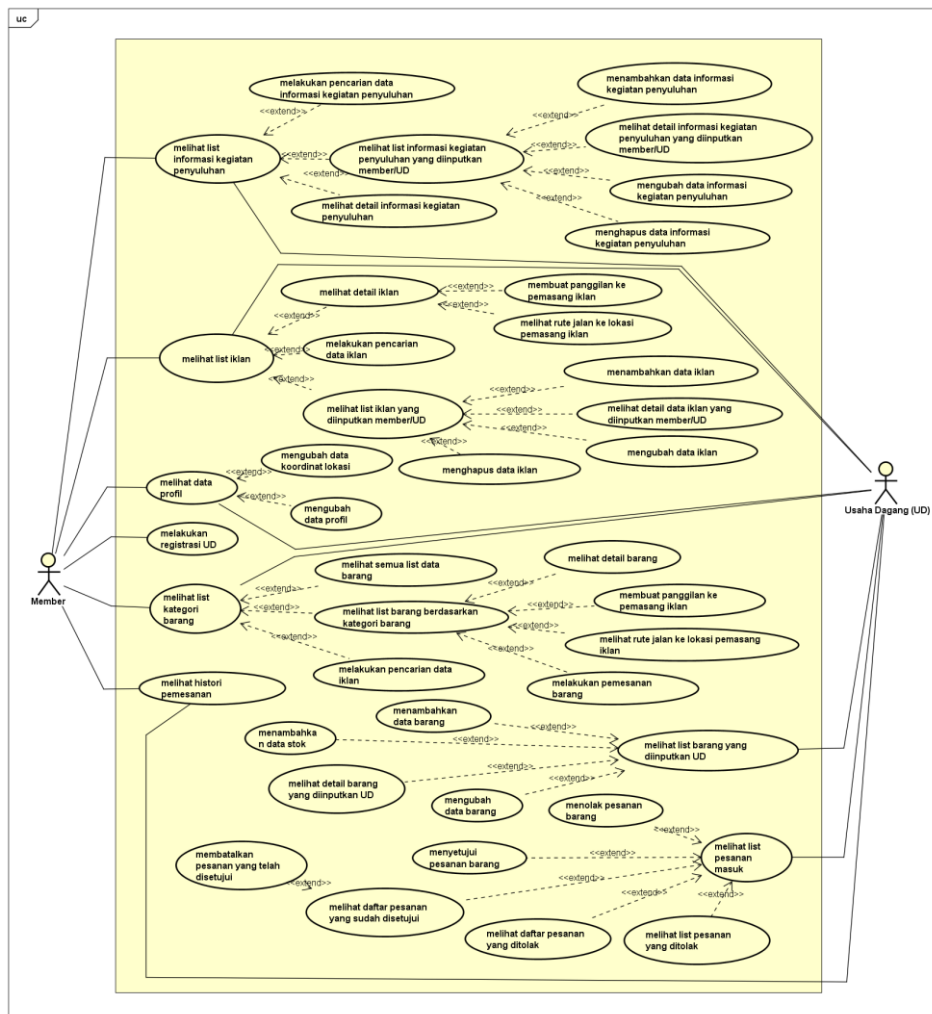 uc
melakukan pencarian data
informasi kegiatan penyuluhan
<<extend>>
menambahkan data informasi
kegiatan penyuluhan
<<extend>>
melihat list
informasi kegiatan
penyuluhan
<<extend>>
melihat list informasi kegiatan
penyuluhan yang diinputkan
member/UD
<<extend>>
melihat detail informasi kegiatan
penyuluhan yang diinputkan
member/UD
<<extend>>
mengubah data informasi
kegiatan penyuluhan
<<extend>>
melihat detail informasi kegiatan
penyuluhan
<<extend>>
menghapus data informasi
kegiatan penyuluhan
melihat detail iklan
<<extend>>
membuat panggilan ke
pemasang iklan
<<extend>>
melihat rute jalan ke lokasi
pemasang iklan
<<extend>>
melihat list iklan
<<extend>>
melakukan pencarian
data iklan
<<extend>>
melihat list iklan yang
diinputkan member/UD
<<extend>>
menambahkan data iklan
<<extend>>
melihat detail data iklan yang
diinputkan member/UD
<<extend>>
mengubah data iklan
<<extend>>
menghapus data iklan
mengubah data
koordinat lokasi
<<extend>>
melihat data
profil
<<extend>>
mengubah
data profil
Usaha Dagang (UD)
melakukan
registrasi UD
Member
melihat semua list data
barang
<<extend>>
melihat detail barang
<<extend>>
melihat list
kategori
barang
<<extend>>
melihat list barang berdasarkan
kategori barang
<<extend>>
membuat panggilan ke
pemasang iklan
<<extend>>
melihat rute jalan ke lokasi pemasang
iklan
<<extend>>
melakukan pencarian data
iklan
<<extend>>
melakukan pemesanan
barang
melihat histori
pemesanan
menambahkan
data barang
<<extend>>
menambahka
n data stok
<<extend>>
melihat list barang yang
diinputkan UD
melihat detail barang
yang diinputkan UD
<<extend>>
mengubah
data barang
<<extend>>
menolak pesanan
barang
<<extend>>
menyetujui
pesanan barang
<<extend>>
melihat list
pesanan
masuk
membatalkan
pesanan yang telah
disetujui
<<extend>>
melihat daftar pesanan
yang sudah disetujui
<<extend>>
melihat daftar pesanan
yang ditolak
<<extend>>
melihat list pesanan
yang ditolak
<<extend>>